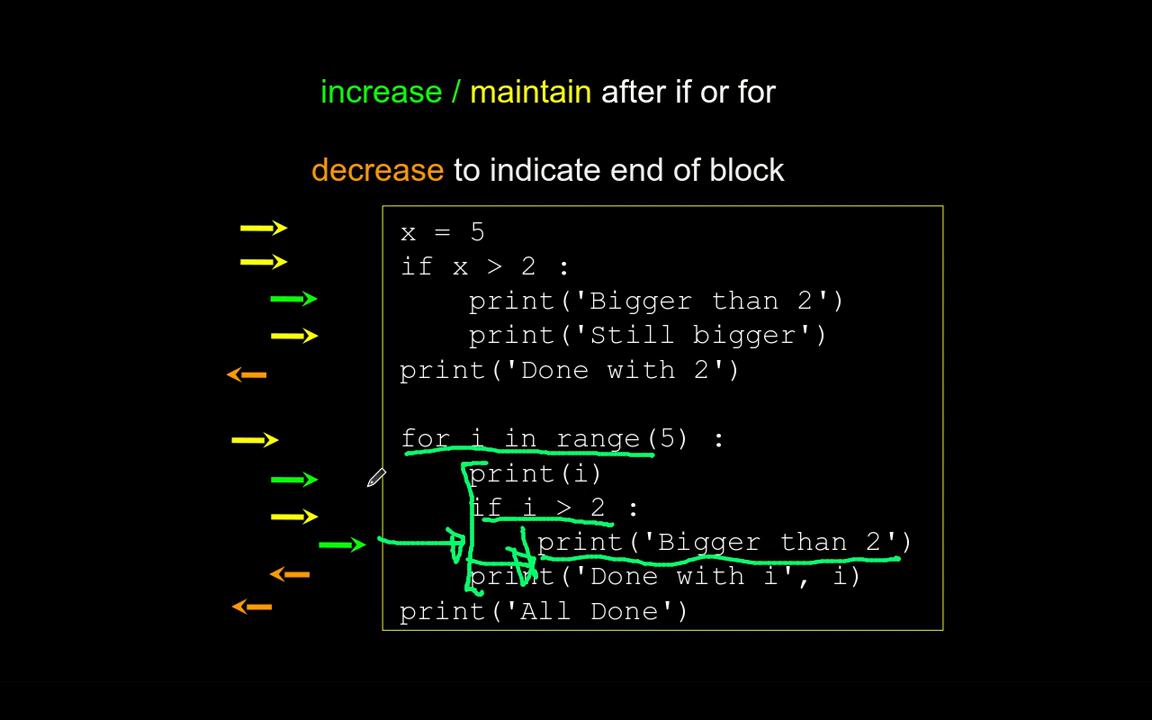 increase / maintain after if or for
decrease to indicate end of block
x = 5
if x > 2 :
    print('Bigger than 2')
    print('Still bigger')
print('Done with 2')
for i in range(5) :
    print(i)
    if i > 2 :
        print('Bigger than 2')
    print('Done with i', i)
print('All Done')